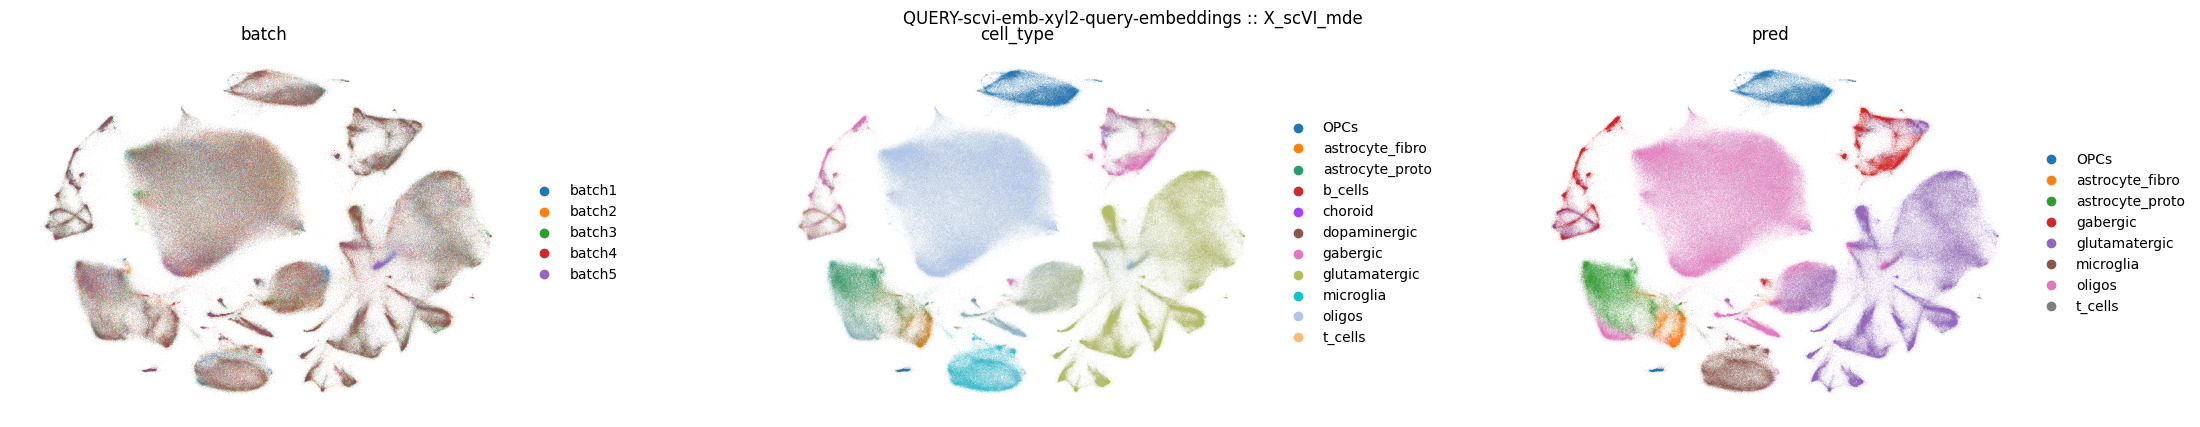 QUERY-scvi-emb-xyl2-query-embeddings :: X_scVI_mde
batch
batch1
batch2
batch3
batch4
batch5
cell_type
OPCs
astrocyte_fibro
astrocyte_proto
b_cells
choroid
dopaminergic
gabergic
glutamatergic
microglia
oligos
t_cells
pred
OPCs
astrocyte_fibro
astrocyte_proto
gabergic
glutamatergic
microglia
oligos
t_cells